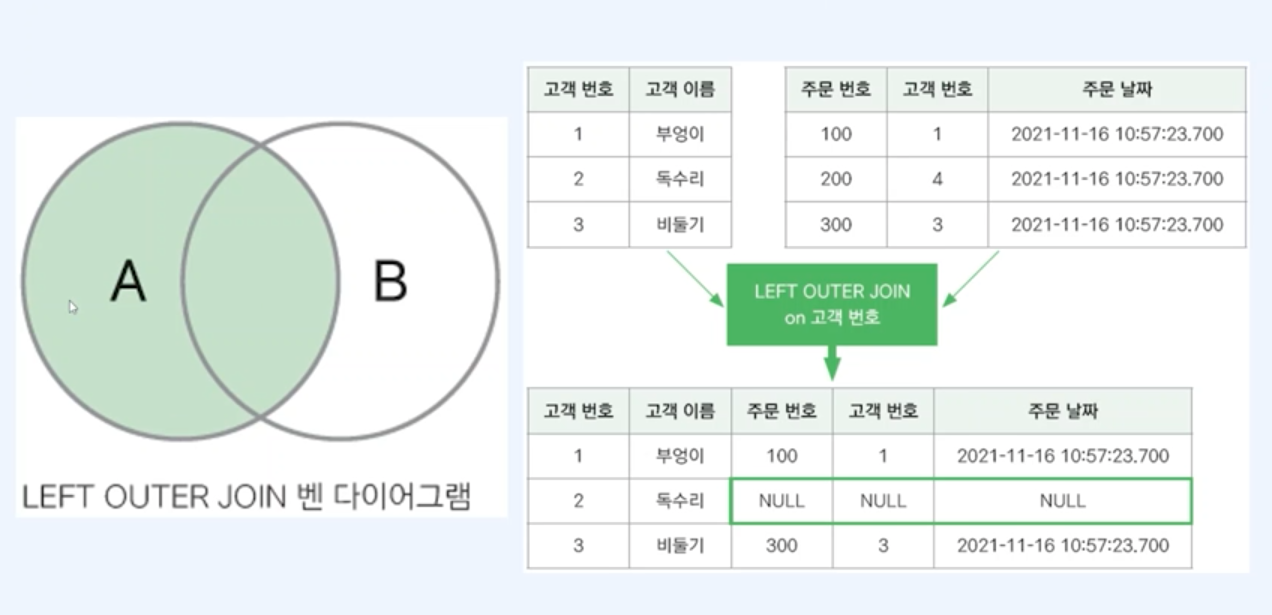 A
B
LEFT OUTER JOIN 벤 다이어그램
고객 번호 고객 이름
1 부엉이
2 독수리
3 비둘기
주문 번호 고객 번호 주문 날짜
100 1 2021-11-16 10:57:23.700
200 4 2021-11-16 10:57:23.700
300 3 2021-11-16 10:57:23.700
LEFT OUTER JOIN
on 고객 번호
고객 번호 고객 이름 주문 번호 고객 번호 주문 날짜
1 부엉이 100 1 2021-11-16 10:57:23.700
2 독수리 NULL NULL NULL
3 비둘기 300 3 2021-11-16 10:57:23.700